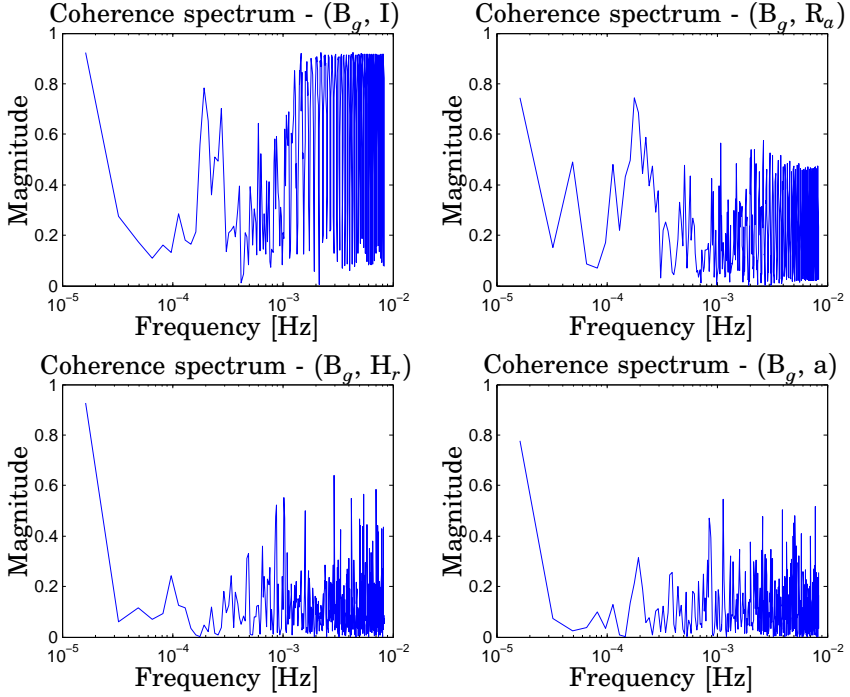 Coherence spectrum - (B_g, I)
1
0.8
0.6
0.4
0.2
0
Magnitude
10^-5 10^-4 10^-3 10^-2
Frequency [Hz]
Coherence spectrum - (B_g, R_a)
1
0.8
0.6
0.4
0.2
0
Magnitude
10^-5 10^-4 10^-3 10^-2
Frequency [Hz]
Coherence spectrum - (B_g, H_r)
1
0.8
0.6
0.4
0.2
0
Magnitude
10^-5 10^-4 10^-3 10^-2
Frequency [Hz]
Coherence spectrum - (B_g, a)
1
0.8
0.6
0.4
0.2
0
Magnitude
10^-5 10^-4 10^-3 10^-2
Frequency [Hz]